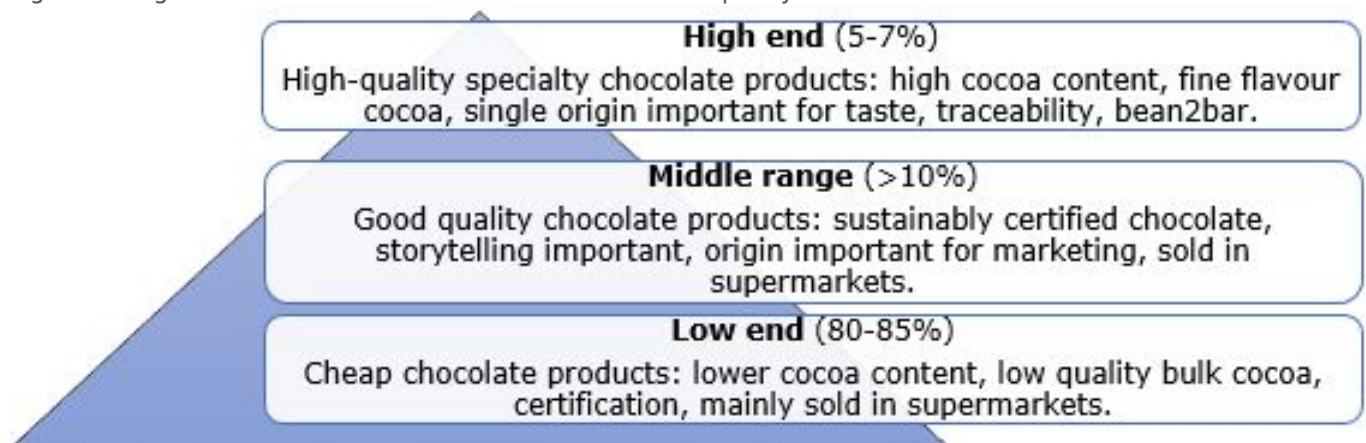 High end (5-7%)
High-quality specialty chocolate products: high cocoa content, fine flavour
cocoa, single origin important for taste, traceability, bean2bar.
Middle range (>10%)
Good quality chocolate products: sustainably certified chocolate,
storytelling important, origin important for marketing, sold in
supermarkets.
Low end (80-85%)
Cheap chocolate products: lower cocoa content, low quality bulk cocoa,
certification, mainly sold in supermarkets.